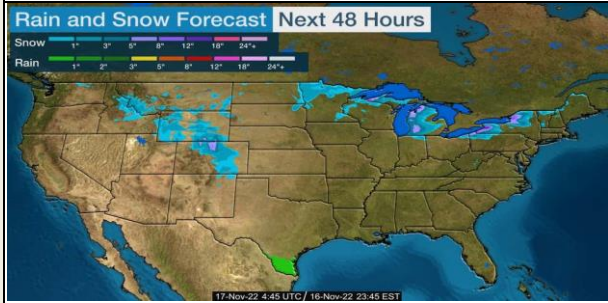 Rain and Snow Forecast Next 48 Hours
Snow
1" 3" 5" 8" 12" 18" 24"+
Rain
1" 2" 3" 5" 8" 12" 18" 24"+
17-Nov-22 4:45 UTC / 16-Nov-22 23:45 EST